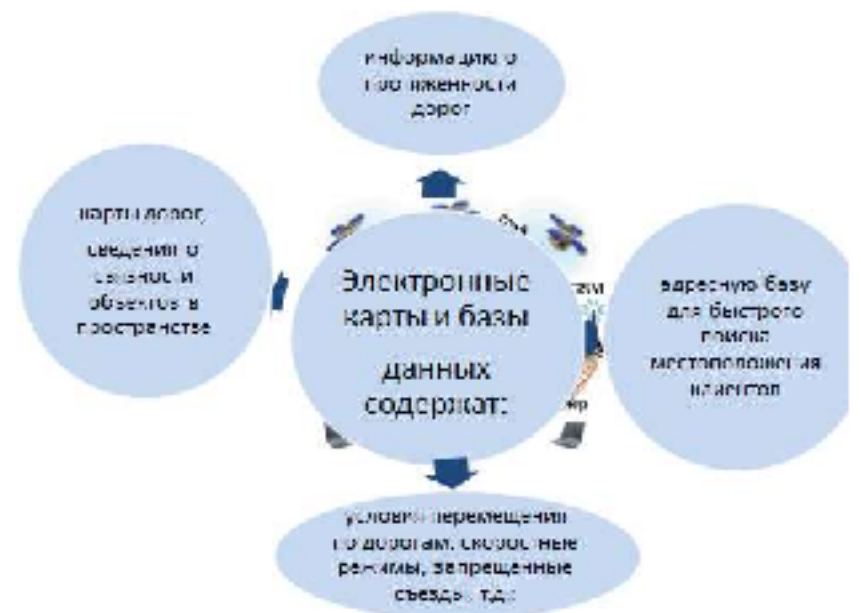 информацию о
протяженности
дорог
карты дорог,
сведения о
связности
объектов в
пространстве
Электронные
карты и базы
данных
содержат:
адресную базу
для быстрого
поиска
местоположения
клиентов
условия перемещения
по дорогам, скоростные
режимы, запрещенные
съезды, т.д.: